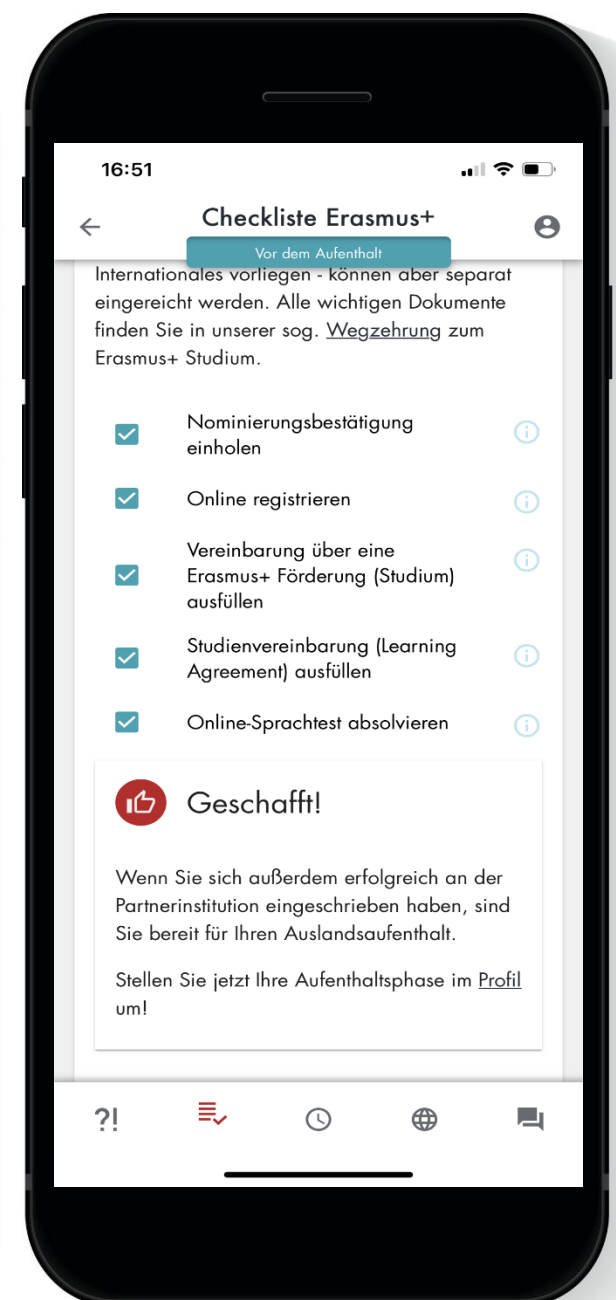 16:51
Checkliste Erasmus+
Vor dem Aufenthalt
Internationales vorliegen - können aber separat
eingereicht werden. Alle wichtigen Dokumente
finden Sie in unserer sog. Wegzehrung zum
Erasmus+ Studium.
Nominierungsbestätigung
einholen
Online registrieren
Vereinbarung über eine
Erasmus+ Förderung (Studium)
ausfüllen
Studienvereinbarung (Learning
Agreement) ausfüllen
Online-Sprachtest absolvieren
Geschafft!
Wenn Sie sich außerdem erfolgreich an der
Partnerinstitution eingeschrieben haben, sind
Sie bereit für Ihren Auslandsaufenthalt.
Stellen Sie jetzt Ihre Aufenthaltsphase im Profil
um!
?!